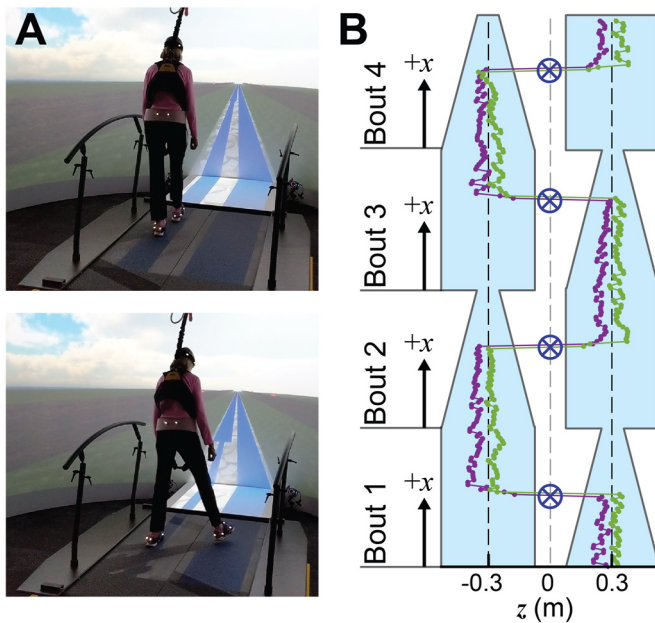 A
B
Bout 4
+x
Bout 3
+x
Bout 2
+x
Bout 1
+x
-0.3 0 0.3
z (m)